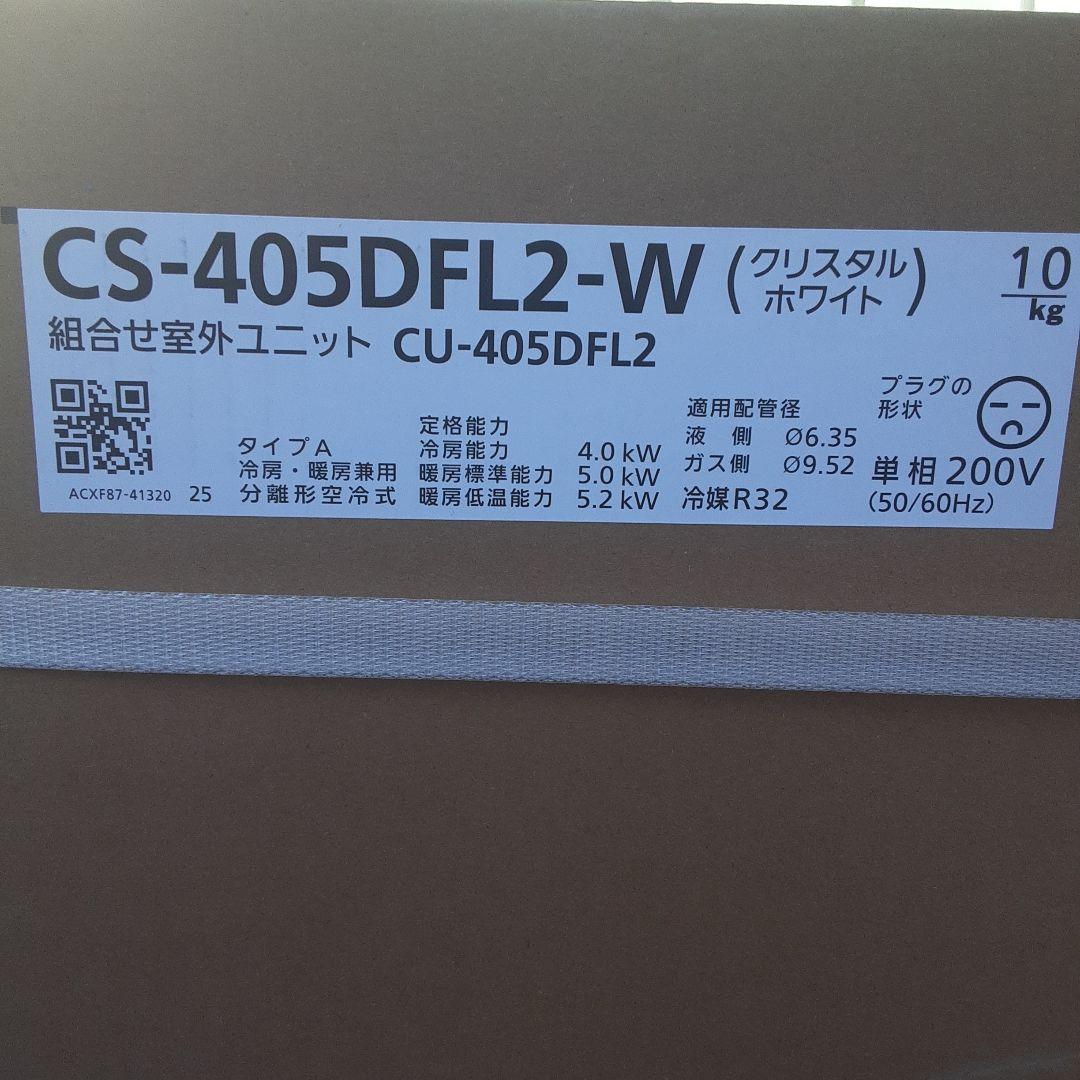 CS-405DFL2-W (クリスタルホワイト) 10 kg
組合せ室外ユニット CU-405DFL2
ACXF87-41320 25
タイプA
冷房・暖房兼用
分離形空冷式
定格能力
冷房能力 4.0 kW
暖房標準能力 5.0 kW
暖房低温能力 5.2 kW
適用配管径
液側 Ø6.35
ガス側 Ø9.52
冷媒R32
プラグの
形状
単相200V
(50/60Hz)